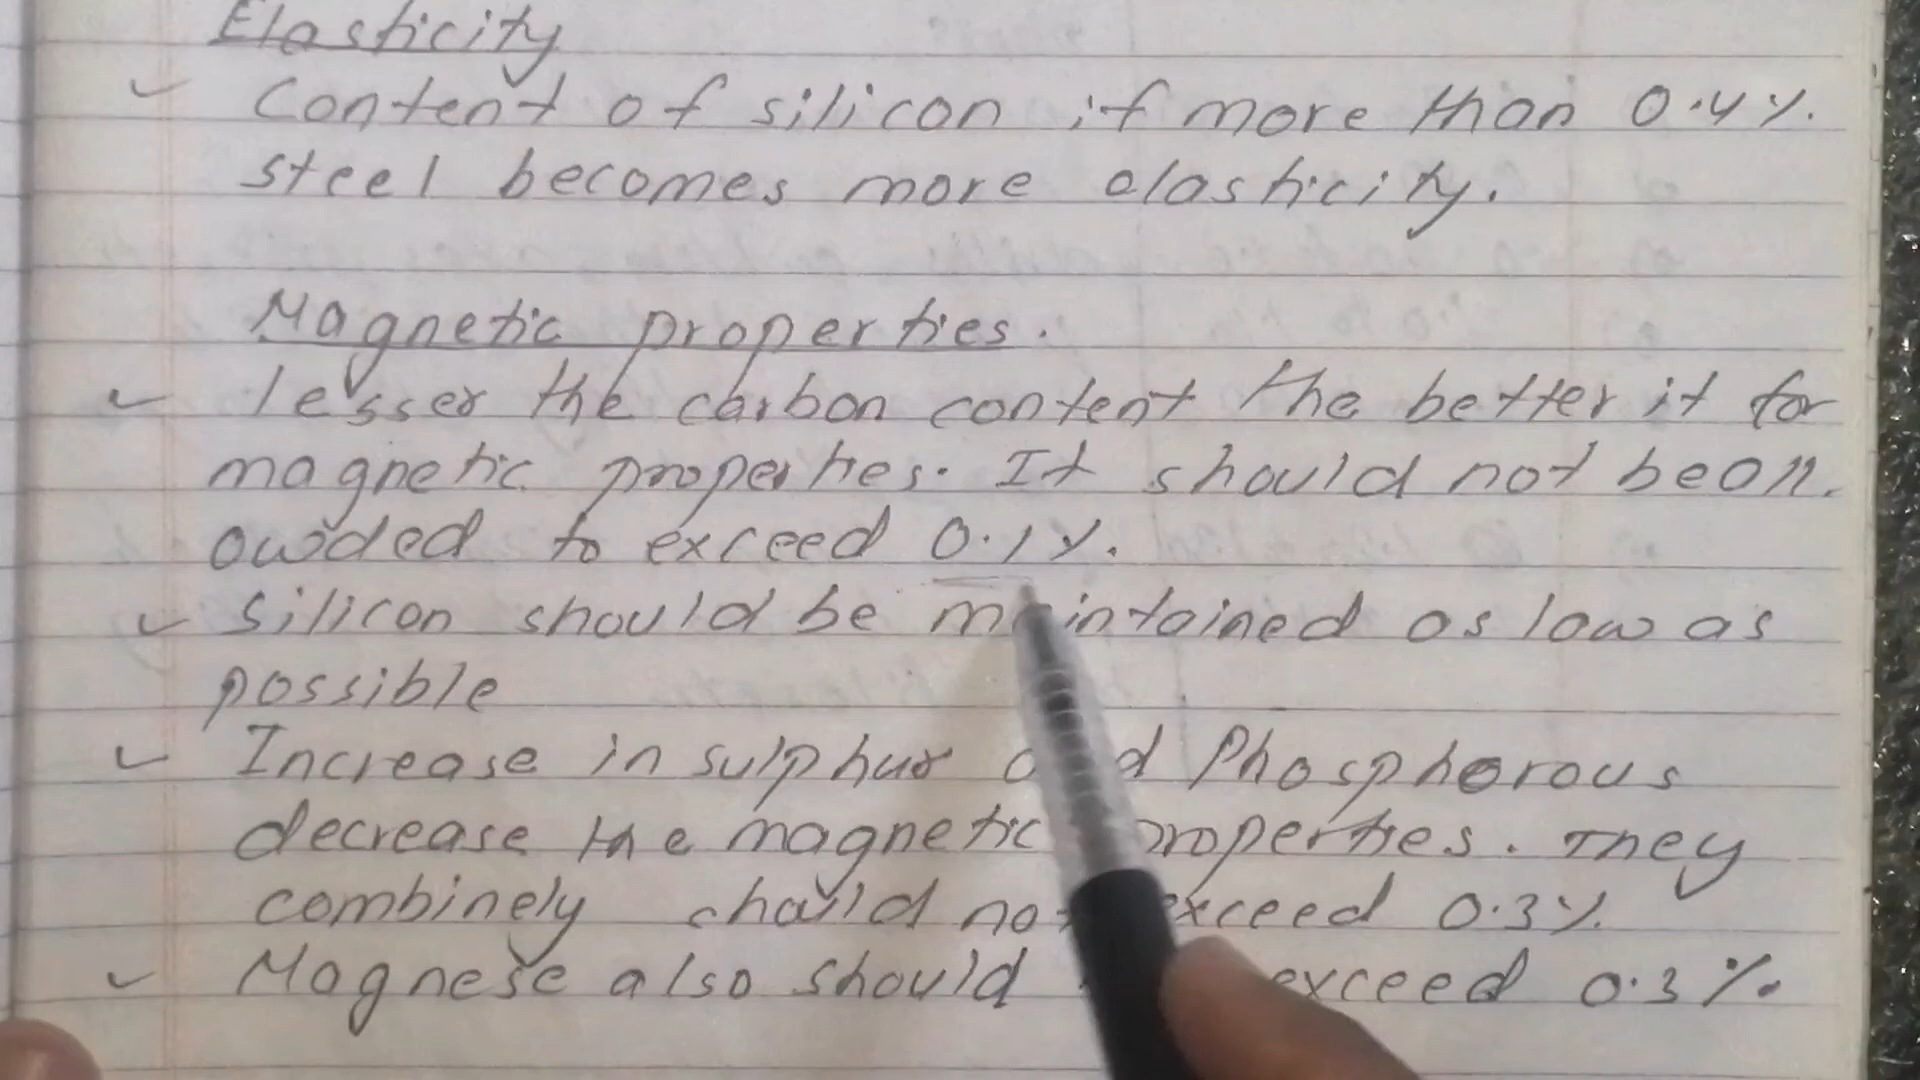 Elasticity
Content of silicon if more than 0.4%.
steel becomes more elasticity.
Magnetic properties.
lesser the carbon content the better it for
magnetic properties. It should not be
to exceed 0.1%.
Silicon should be maintained as low as
possible
Increase in sulphur and Phosphorous
decrease the magnetic properties. They
combinely should not exceed 0.3%.
Magnese also should exceed 0.3%.